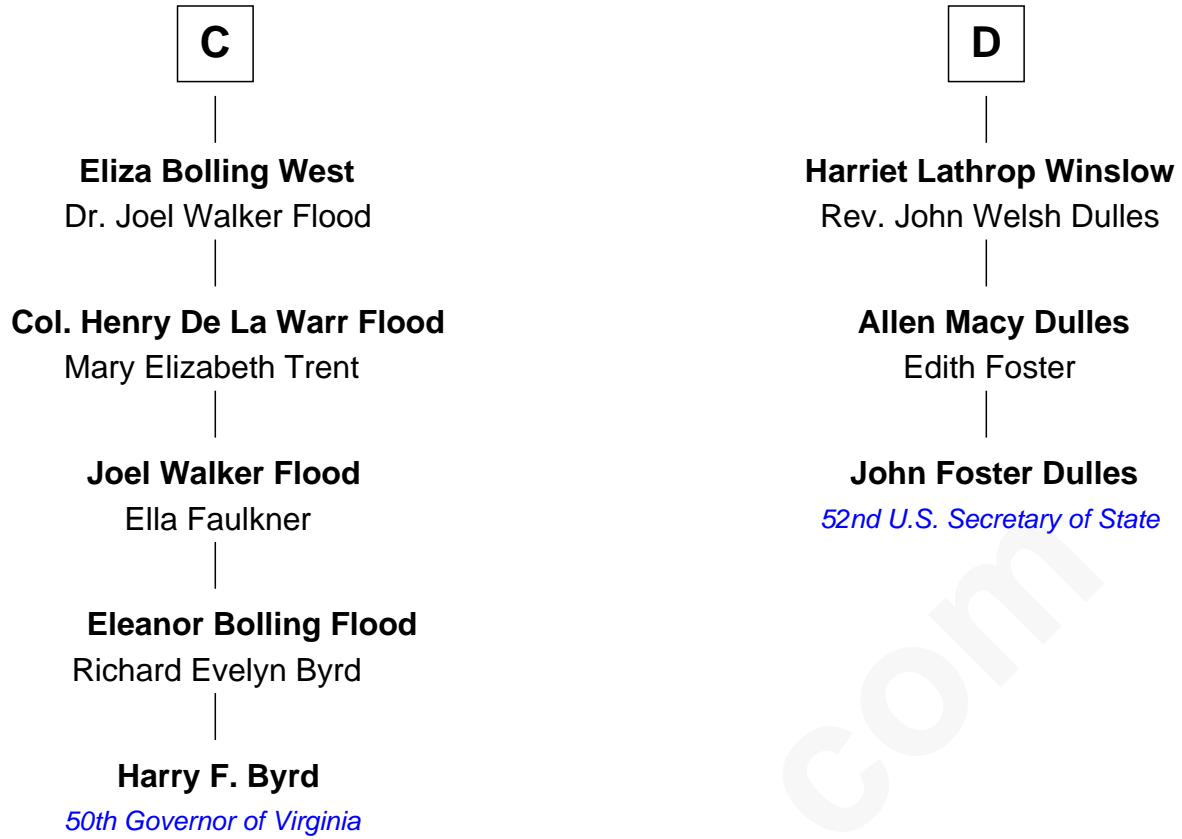 C
Eliza Bolling West
Dr. Joel Walker Flood
Col. Henry De La Warr Flood
Mary Elizabeth Trent
Joel Walker Flood
Ella Faulkner
Eleanor Bolling Flood
Richard Evelyn Byrd
Harry F. Byrd
50th Governor of Virginia
D
Harriet Lathrop Winslow
Rev. John Welsh Dulles
Allen Macy Dulles
Edith Foster
John Foster Dulles
52nd U.S. Secretary of State
com